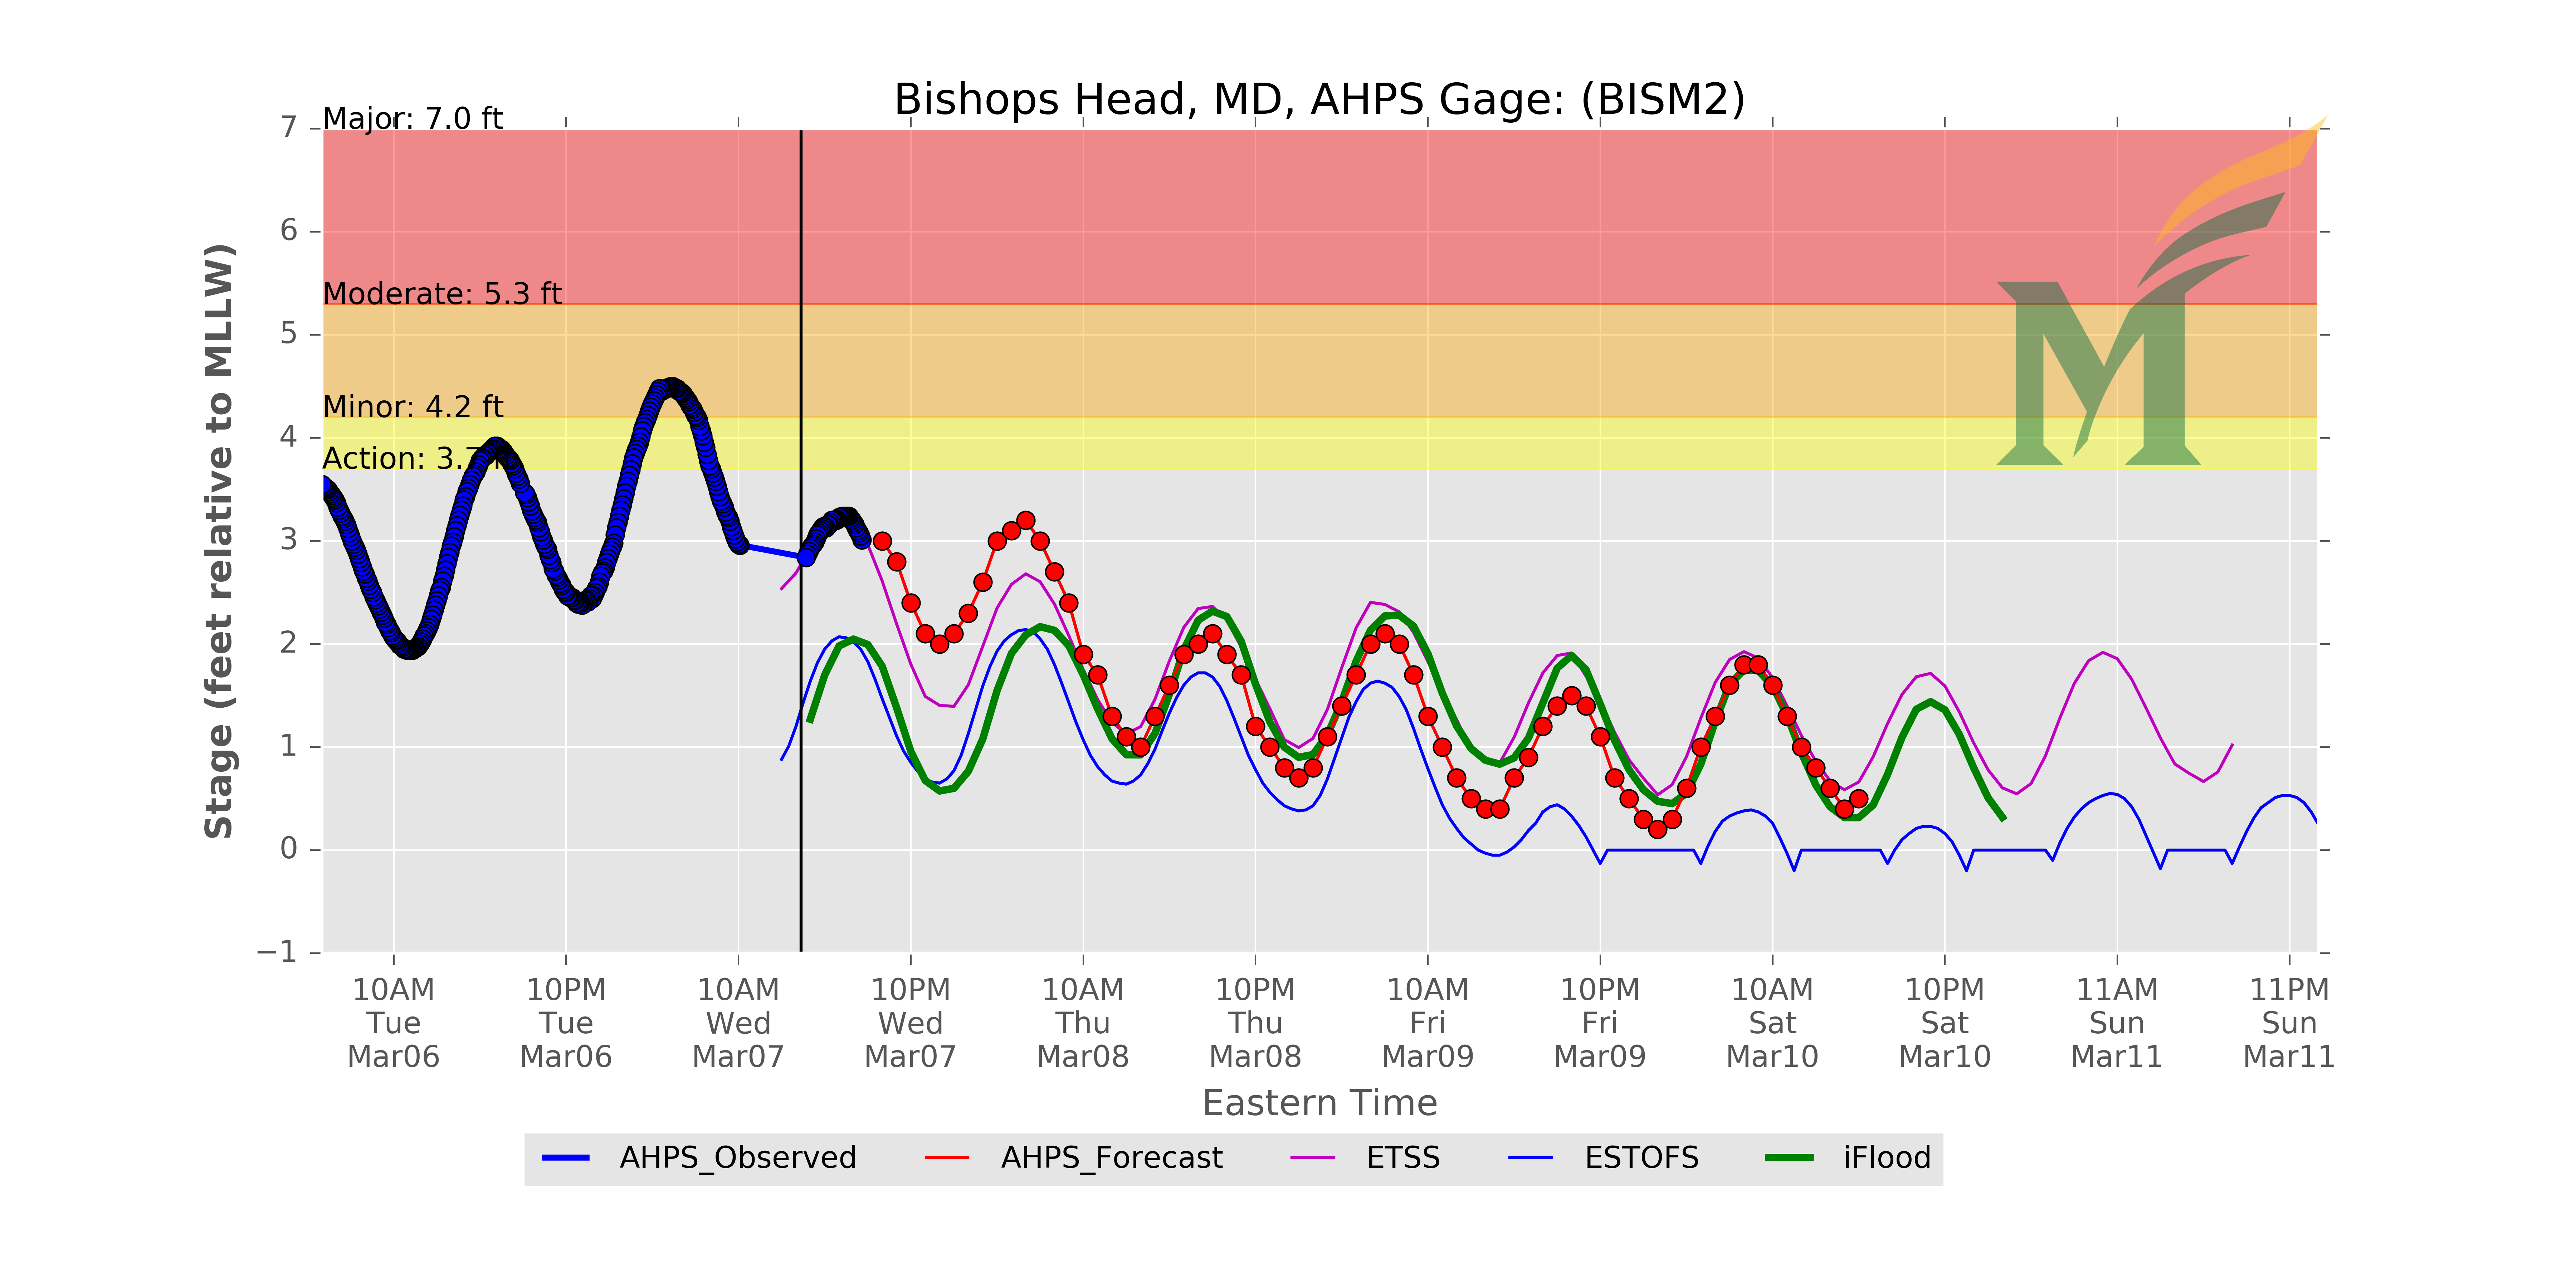 Bishops Head, MD, AHPS Gage: (BISM2)
Major: 7.0 ft
Moderate: 5.3 ft
Minor: 4.2 ft
Action: 3.7
Stage (feet relative to MLLW)
7
6
5
4
3
2
1
0
−1
10AM 10PM 10AM 10PM 10AM 10PM 10AM 10PM 10AM 10PM 11AM 11PM
Tue Tue Wed Wed Thu Thu Fri Fri Sat Sat Sun Sun
Mar06 Mar06 Mar07 Mar07 Mar08 Mar08 Mar09 Mar09 Mar10 Mar10 Mar11 Mar11
Eastern Time
AHPS_Observed AHPS_Forecast ETSS ESTOFS iFlood